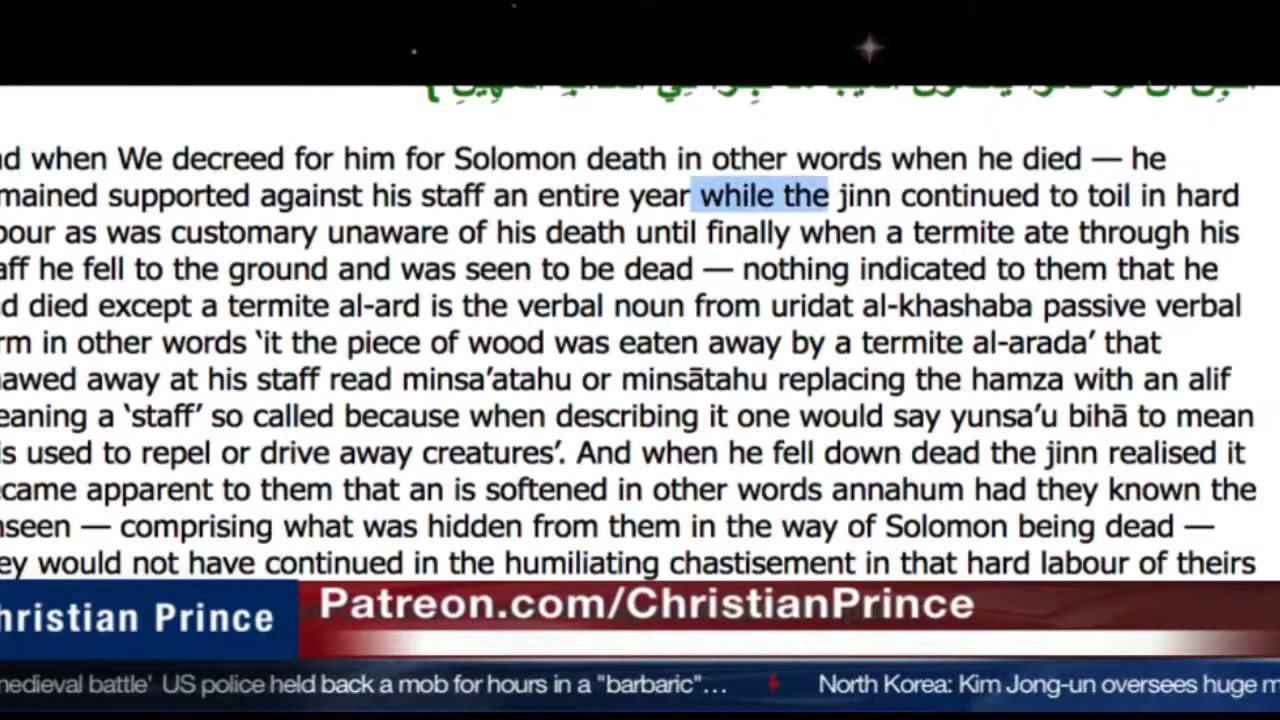 nd when We decreed for him for Solomon death in other words when he died — he
mained supported against his staff an entire year while the jinn continued to toil in hard
bour as was customary unaware of his death until finally when a termite ate through his
aff he fell to the ground and was seen to be dead — nothing indicated to them that he
d died except a termite al-ard is the verbal noun from uridat al-khashaba passive verbal
rm in other words ‘it the piece of wood was eaten away by a termite al-arada’ that
awed away at his staff read minsa’atahu or minsātahu replacing the hamza with an alif
eaning a ‘staff’ so called because when describing it one would say yunsa’u bihā to mean
is used to repel or drive away creatures’. And when he fell down dead the jinn realised it
came apparent to them that an is softened in other words annahum had they known the
seen — comprising what was hidden from them in the way of Solomon being dead —
ey would not have continued in the humiliating chastisement in that hard labour of theirs
hristian Prince
Patreon.com/ChristianPrince
medieval battle' US police held back a mob for hours in a "barbaric"...
North Korea: Kim Jong-un oversees huge m